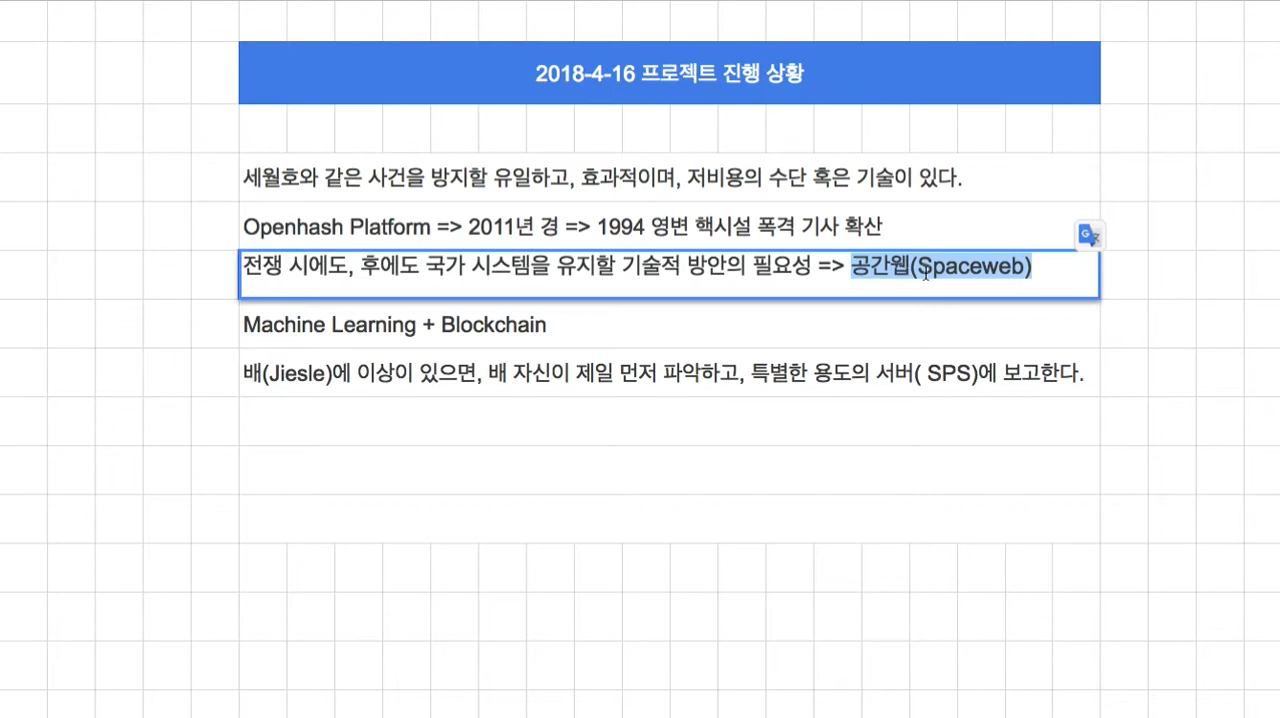 2018-4-16 프로젝트 진행 상황
세월호와 같은 사건을 방지할 유일하고, 효과적이며, 저비용의 수단 혹은 기술이 있다.
Openhash Platform => 2011년 경 => 1994 영변 핵시설 폭격 기사 확산
전쟁 시에도, 후에도 국가 시스템을 유지할 기술적 방안의 필요성 => 공간웹(Spaceweb)
Machine Learning + Blockchain
배(Jiesle)에 이상이 있으면, 배 자신이 제일 먼저 파악하고, 특별한 용도의 서버( SPS)에 보고한다.